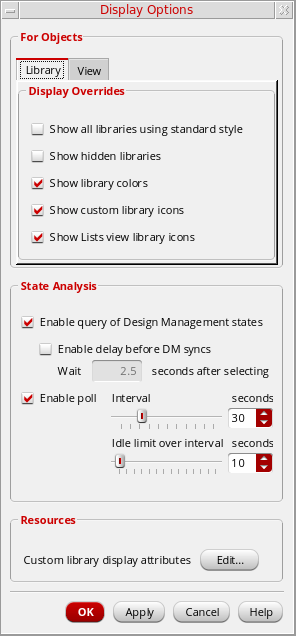 Display Options
For Objects
Library View
Display Overrides
Show all libraries using standard style
Show hidden libraries
Show library colors
Show custom library icons
Show Lists view library icons
State Analysis
Enable query of Design Management states
Enable delay before DM syncs
Wait 2.5 seconds after selecting
Enable poll Interval seconds
30
Idle limit over interval seconds
10
Resources
Custom library display attributes Edit...
OK Apply Cancel Help